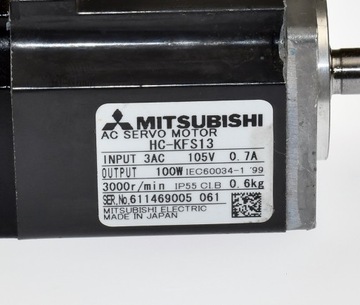 MITSUBISHI
AC SERVO MOTOR
HC-KFS13
INPUT 3AC 105V 0.7A
OUTPUT 100W IEC60034-1 '99
3000r/min IP55 CLB 0.6kg
SER.No.611469005 061
MITSUBISHI ELECTRIC
MADE IN JAPAN